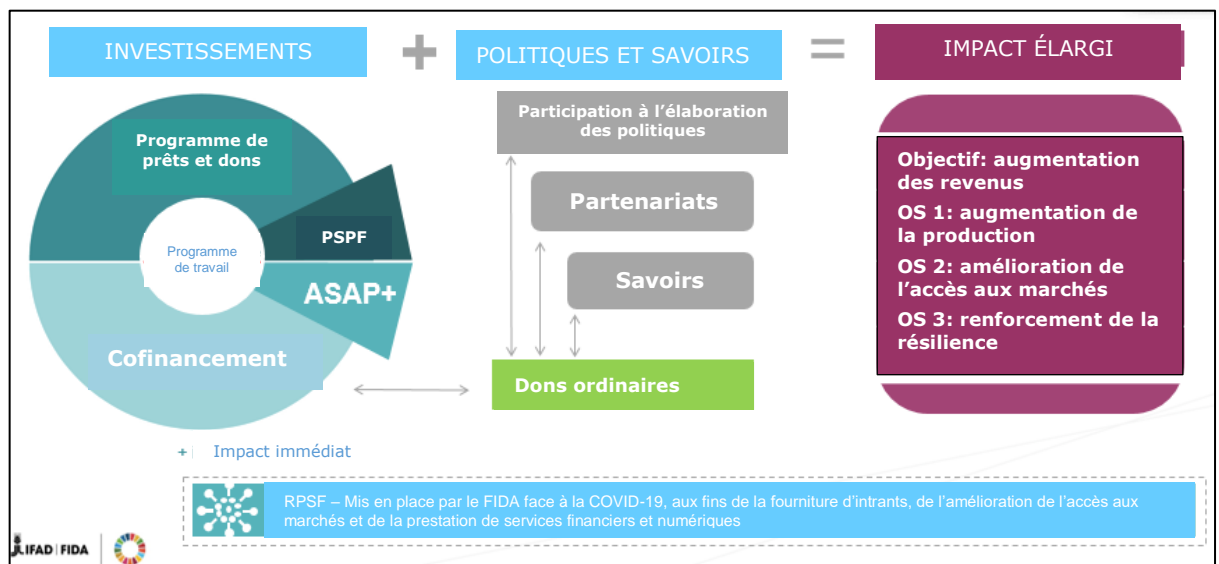 INVESTISSEMENTS
+
POLITIQUES ET SAVOIRS
=
IMPACT ÉLARGI
Programme de
prêts et dons
PSPF
Programme
de travail
ASAP+
Cofinancement
Participation à l’élaboration
des politiques
Partenariats
Savoirs
Dons ordinaires
Objectif: augmentation
des revenus
OS 1: augmentation de
la production
OS 2: amélioration de
l’accès aux marchés
OS 3: renforcement de la
résilience
+ Impact immédiat
RPSF – Mis en place par le FIDA face à la COVID-19, aux fins de la fourniture d’intrants, de l’amélioration de l’accès aux
marchés et de la prestation de services financiers et numériques
IFAD FIDA